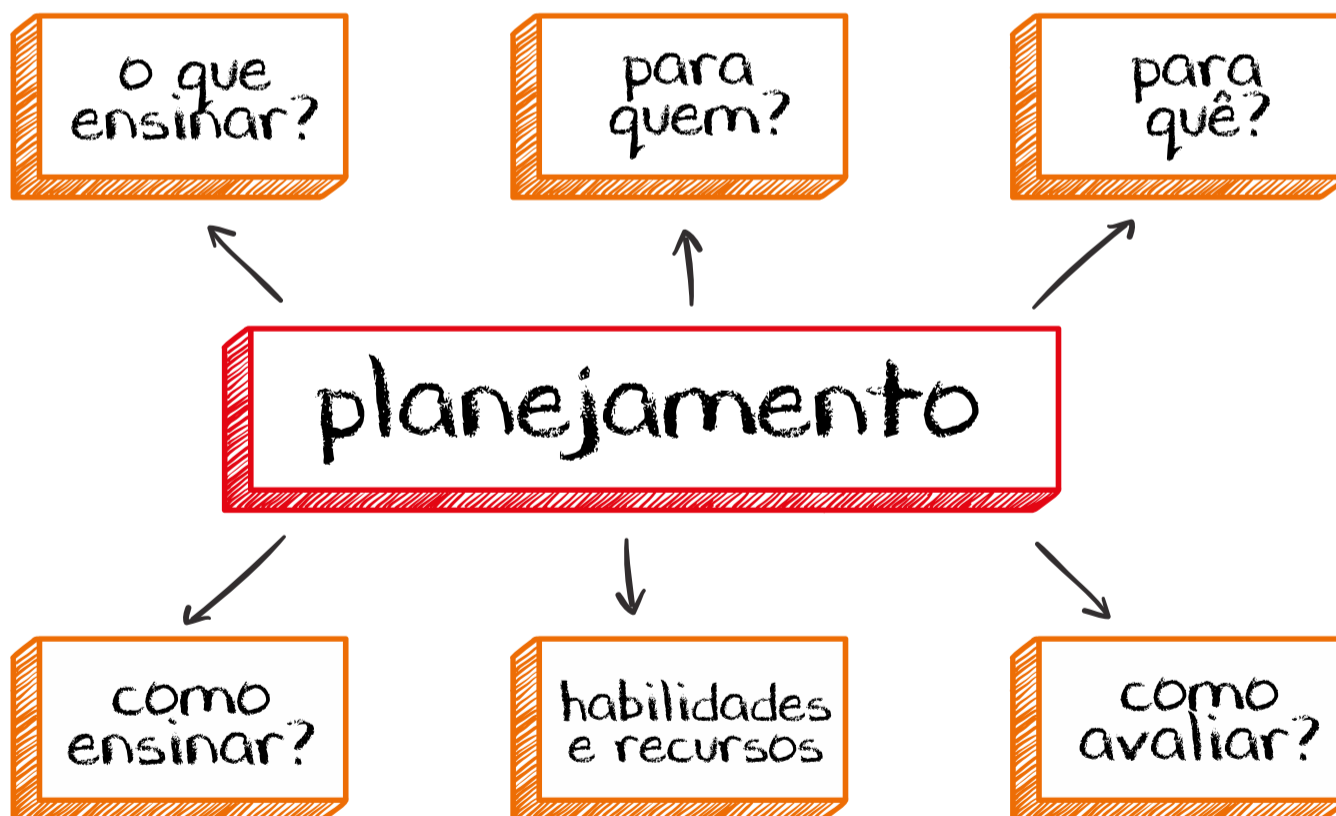 o que
ensinar?
para
quem?
para
quê?
planejamento
como
ensinar?
habilidades
e recursos
como
avaliar?